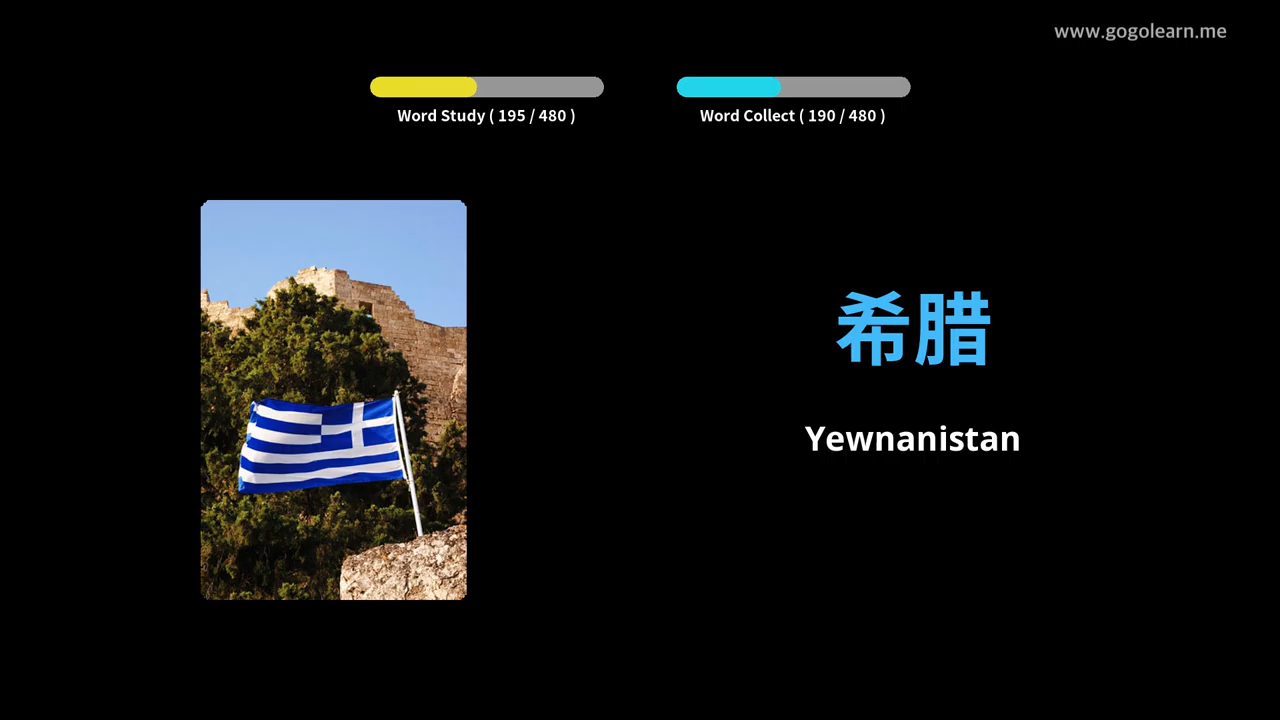 www.gogolearn.me
Word Study ( 195 / 480 )
Word Collect ( 190 / 480 )
希腊
Yewnanistan